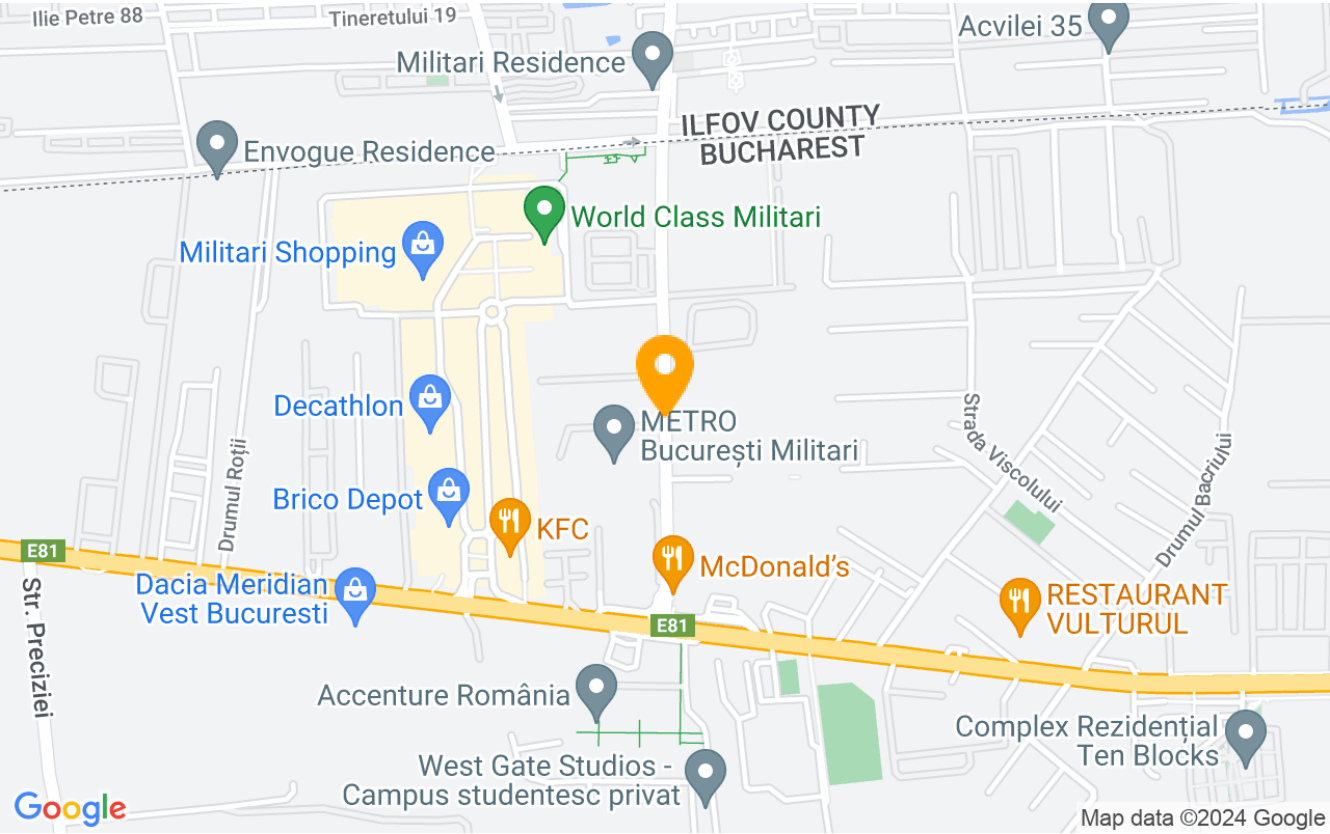 Ilie Petre 88
Tineretului 19
Acvilei 35
Militari Residence
ILFOV COUNTY
BUCHAREST
Envogue Residence
World Class Militari
Militari Shopping
Decathlon
METRO
București Militari
Strada Viscolului
Drumul Roții
Drumul Bacriului
Brico Depot
KFC
E81
McDonald's
Dacia Meridian
Vest Bucuresti
RESTAURANT
VULTURUL
E81
Str. Preciziei
Accenture România
Complex Rezidențial
Ten Blocks
West Gate Studios -
Campus studentesc privat
Google
Map data ©2024 Google